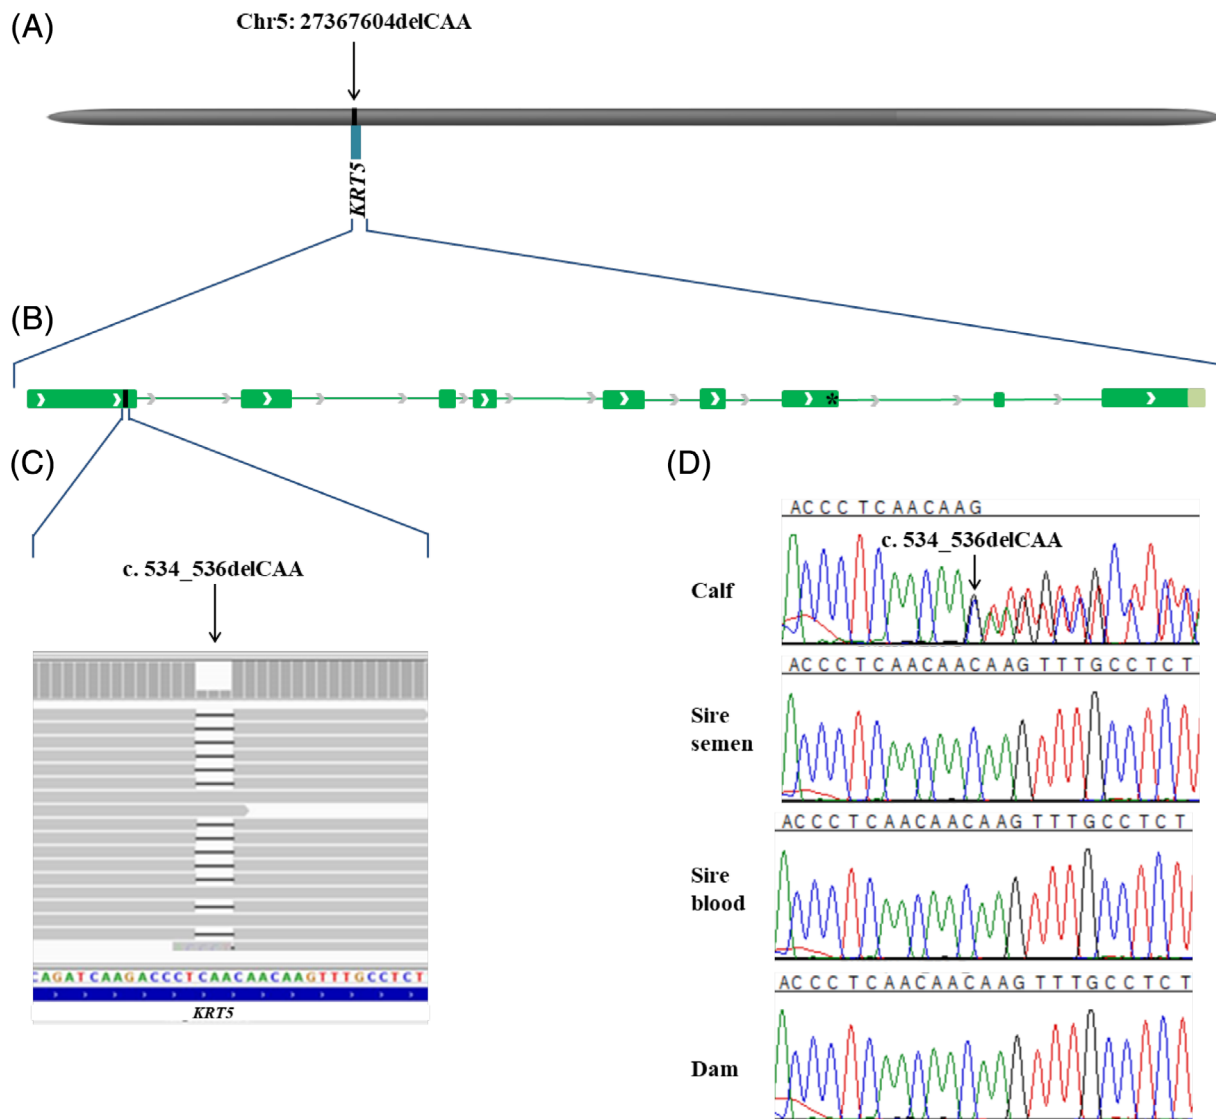 (A)
Chr5: 27367604delCAA
KRT5
(B)
*
(C)
c. 534_536delCAA
CAGATCAAGACCCTCAACAACAAGTTTGCCTCT
KRT5
(D)
ACCCTCAACAAG
c. 534_536delCAA
Calf
ACCCTCAACAACAAGTTTGCCTCT
Sire
semen
ACCCTCAACAACAAGTTTGCCTCT
Sire
blood
ACCCTCAACAACAAGTTTGCCTCT
Dam